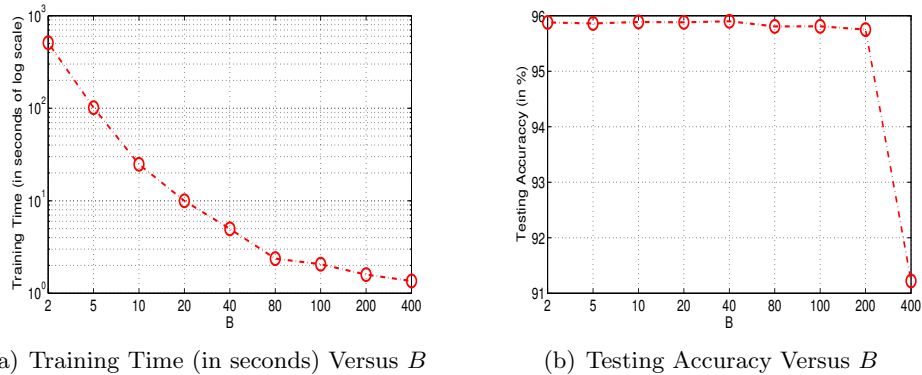 10^3
10^2
10^1
10^0
Training Time (in seconds of log scale)
2 5 10 20 40 80 100 200 400
B
96
95
94
93
92
91
Testing Accuraccy (in %)
2 5 10 20 40 80 100 200 400
B
a) Training Time (in seconds) Versus B
(b) Testing Accuracy Versus B